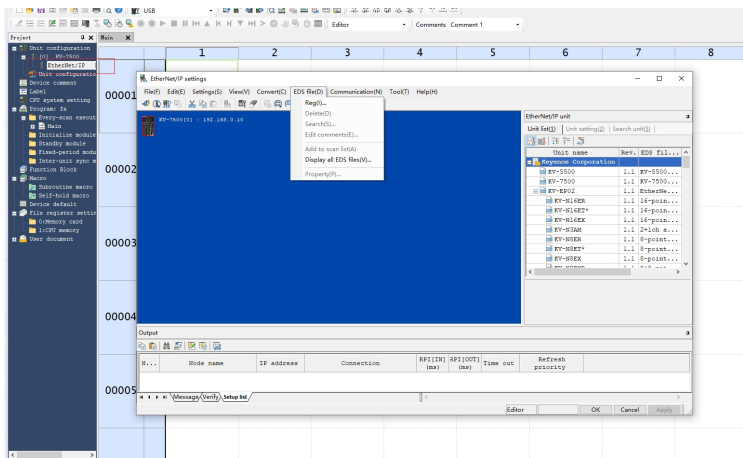 USB
Editor
Comments Comment 1
Project
Main X
Unit configuration
[0] KV-7500
EtherNet/IP
Unit configuratio
Device comment
Label
CPU system setting
Program: fa
Every-scan execut
Main
Initialize module
Standby module
Fixed-period modu
Inter-unit sync m
Function Block
Macro
Subroutine macro
Self-hold macro
Device default
File register settir
0:Memory card
1:CPU memory
User document
1 2 3 4 5 6 7 8
00001
00002
00003
00004
00005
EtherNet/IP settings
File(F) Edit(E) Settings(S) View(V) Convert(C) EDS file(D) Communication(N) Tool(T) Help(H)
Reg(I)...
Delete(D)
Search(S)...
Edit comments(E)...
Add to scan list(A)
Display all EDS files(V)...
Property(P)...
KV-7500[0] : 192.168.0.10
EtherNet/IP unit
Unit list(1) Unit setting(2) Search unit(3)
Unit name Rev. EDS fil...
Keyence Corporation
KV-5500 1.1 KV-5500...
KV-7500 1.1 KV-7500...
KV-EP02 1.1 EtherNe...
KV-N16ER 1.1 16-poin...
KV-N16ET* 1.1 16-poin...
KV-N16EX 1.1 16-poin...
KV-N3AM 1.1 2+1ch a...
KV-N8ER 1.1 8-point...
KV-N8ET* 1.1 8-point...
KV-N8EX 1.1 8-point...
Output
N... Node name IP address Connection RPI[IN] (ms) RPI[OUT] (ms) Time out Refresh priority
Message Verify Setup list
Editor OK Cancel Apply